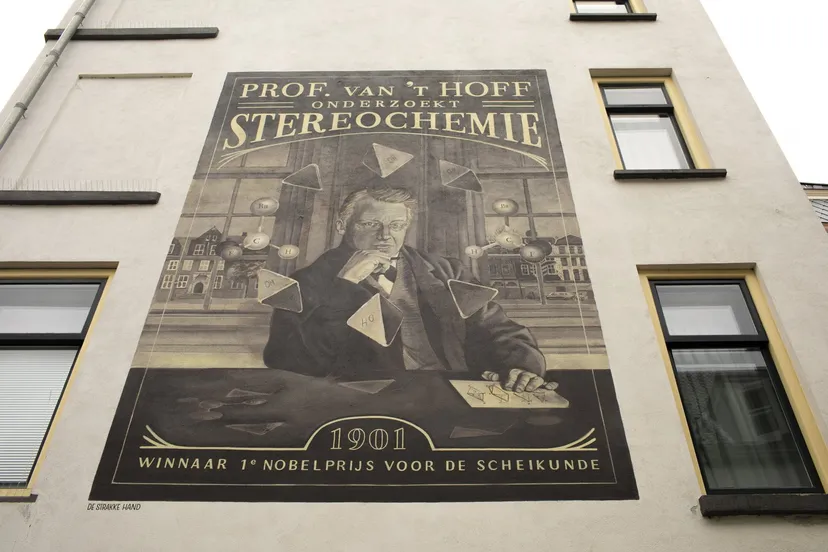 PROF. VAN 'T HOFF
ONDERZOEKT
STEREOCHEMIE
1901
WINNAAR 1e NOBELPRIJS VOOR DE SCHEIKUNDE
DE STRAKKE HAND